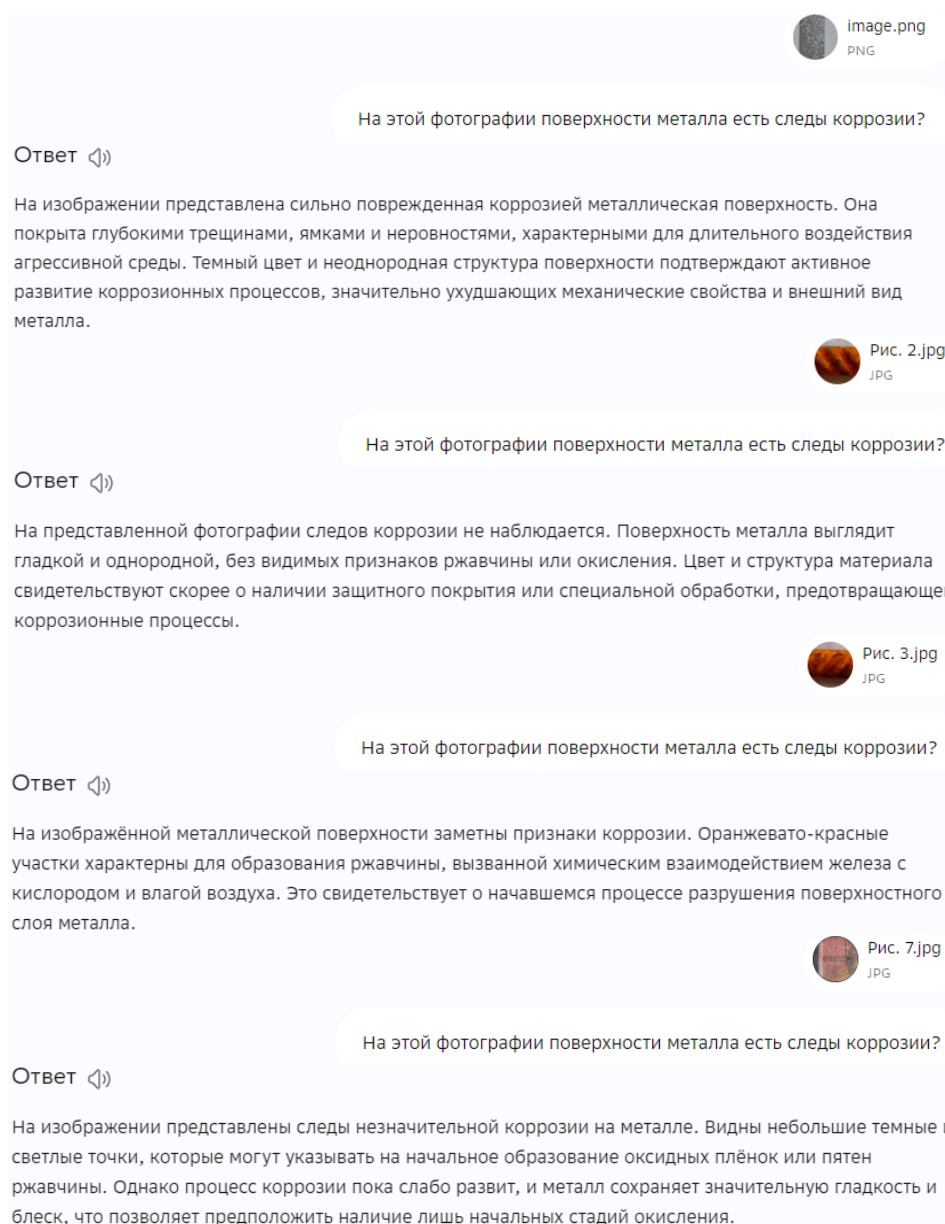 image.png
PNG
На этой фотографии поверхности металла есть следы коррозии?
Ответ
На изображении представлена сильно поврежденная коррозией металлическая поверхность. Она
покрыта глубокими трещинами, ямками и неровностями, характерными для длительного воздействия
агрессивной среды. Темный цвет и неоднородная структура поверхности подтверждают активное
развитие коррозионных процессов, значительно ухудшающих механические свойства и внешний вид
металла.
Рис. 2.jpg
JPG
На этой фотографии поверхности металла есть следы коррозии?
Ответ
На представленной фотографии следов коррозии не наблюдается. Поверхность металла выглядит
гладкой и однородной, без видимых признаков ржавчины или окисления. Цвет и структура материала
свидетельствуют скорее о наличии защитного покрытия или специальной обработки, предотвращающе
коррозионные процессы.
Рис. 3.jpg
JPG
На этой фотографии поверхности металла есть следы коррозии?
Ответ
На изображённой металлической поверхности заметны признаки коррозии. Оранжевато-красные
участки характерны для образования ржавчины, вызванной химическим взаимодействием железа с
кислородом и влагой воздуха. Это свидетельствует о начавшемся процессе разрушения поверхностного
слоя металла.
Рис. 7.jpg
JPG
На этой фотографии поверхности металла есть следы коррозии?
Ответ
На изображении представлены следы незначительной коррозии на металле. Видны небольшие темные
светлые точки, которые могут указывать на начальное образование оксидных плёнок или пятен
ржавчины. Однако процесс коррозии пока слабо развит, и металл сохраняет значительную гладкость и
блеск, что позволяет предположить наличие лишь начальных стадий окисления.